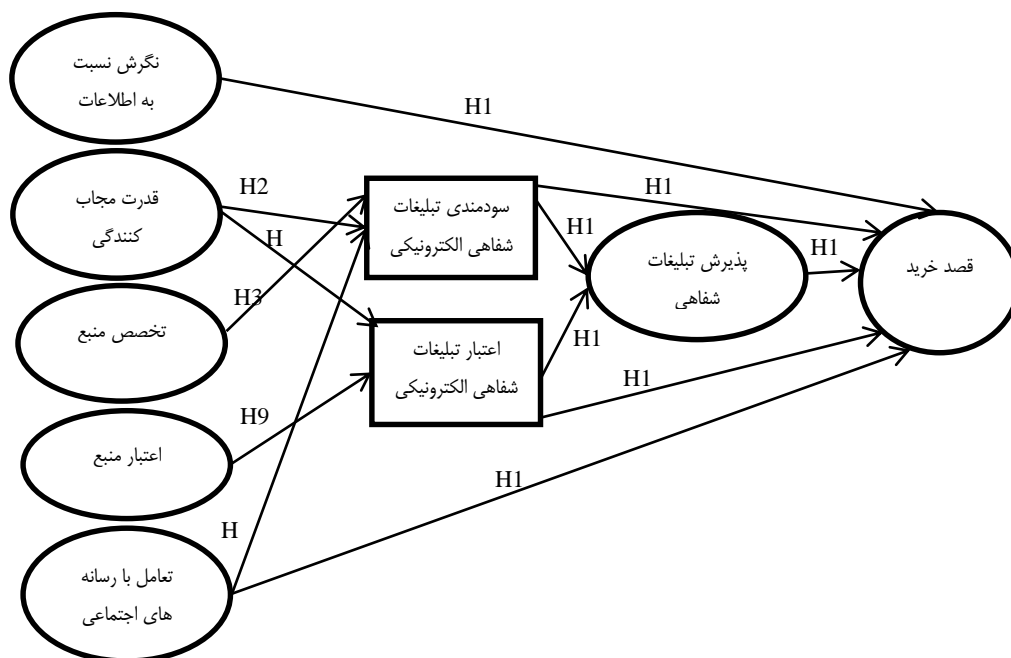 نگرش نسبت
به اطلاعات
H1
قدرت مجاب
کنندگی
H2
H
سودمندی تبلیغات
شفاهی الکترونیکی
H1
H1
پذیرش تبلیغات
شفاهی
H1
قصد خرید
تخصص منبع
H3
اعتبار تبلیغات
شفاهی الکترونیکی
H1
H1
اعتبار منبع
H9
تعامل با رسانه
های اجتماعی
H
H1